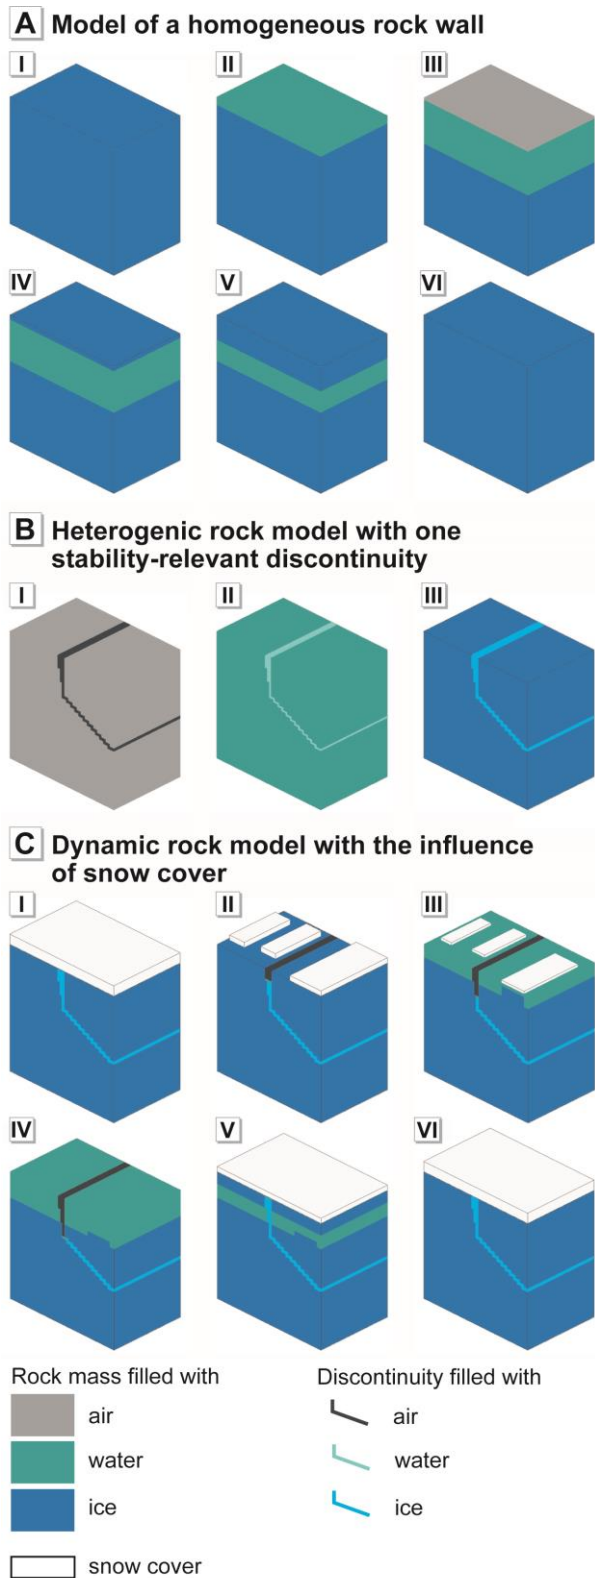 A Model of a homogeneous rock wall
I II III
IV V VI
B Heterogenic rock model with one
stability-relevant discontinuity
I II III
C Dynamic rock model with the influence
of snow cover
I II III
IV V VI
Rock mass filled with
air
water
ice
snow cover
Discontinuity filled with
air
water
ice